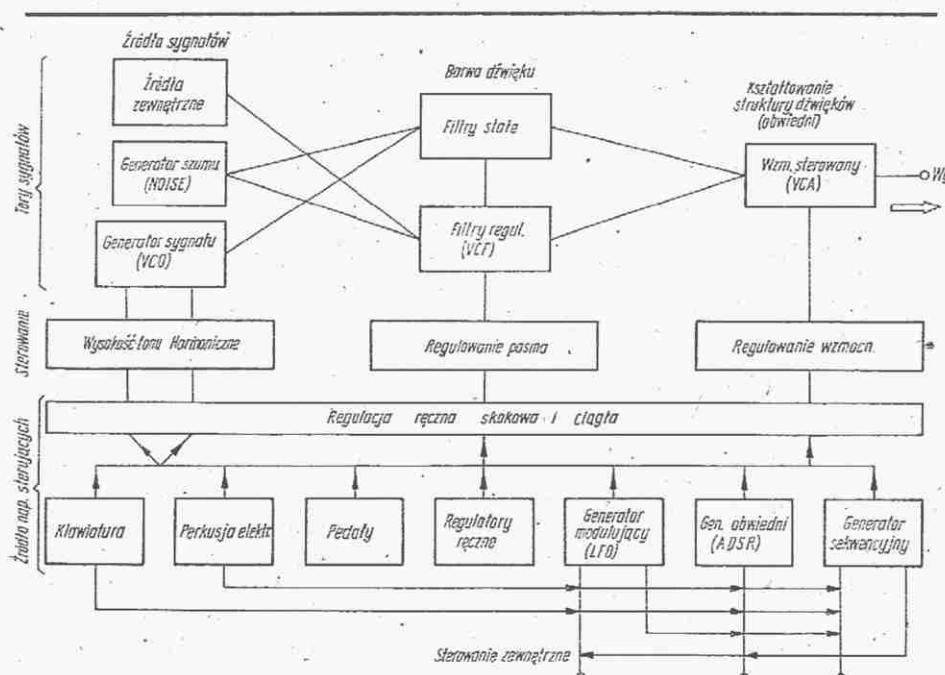 Źródła sygnałów
Źródła
zewnętrzne
Generator szumu
(NOISE)
Generator sygnału
(VCO)
Barwa dźwięku
Filtry stałe
Filtry regul.
(VCF)
Kształtowanie
struktury dźwięków
(obwiedni)
Wzm. sterowany
(VCA)
Tory sygnałów
Sterowanie
Wysokość tonu Harmoniczne
Regulowanie pasma
Regulowanie wzmocn.
Regulacja ręczna skokowa i ciągła
Źródła nap. sterujących
Klawiatura
Perkusja elektr.
Pedały
Regulatory
ręczne
Generator
modulujący
(LFO)
Gen. obwiedni
(ADSR)
Generator
sekwencyjny
Sterowanie zewnętrzne